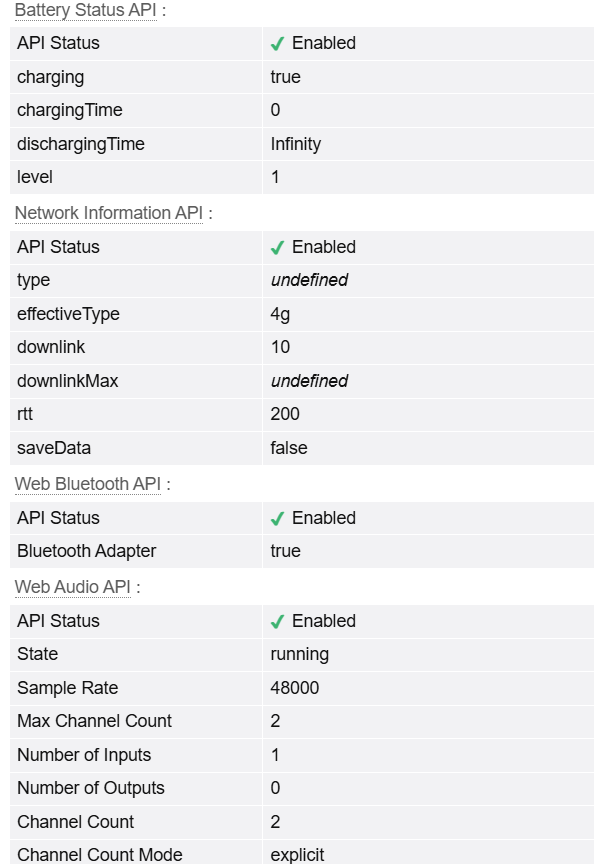 Battery Status API :
API Status ✓ Enabled
charging true
chargingTime 0
dischargingTime Infinity
level 1
Network Information API :
API Status ✓ Enabled
type undefined
effectiveType 4g
downlink 10
downlinkMax undefined
rtt 200
saveData false
Web Bluetooth API :
API Status ✓ Enabled
Bluetooth Adapter true
Web Audio API :
API Status ✓ Enabled
State running
Sample Rate 48000
Max Channel Count 2
Number of Inputs 1
Number of Outputs 0
Channel Count 2
Channel Count Mode explicit